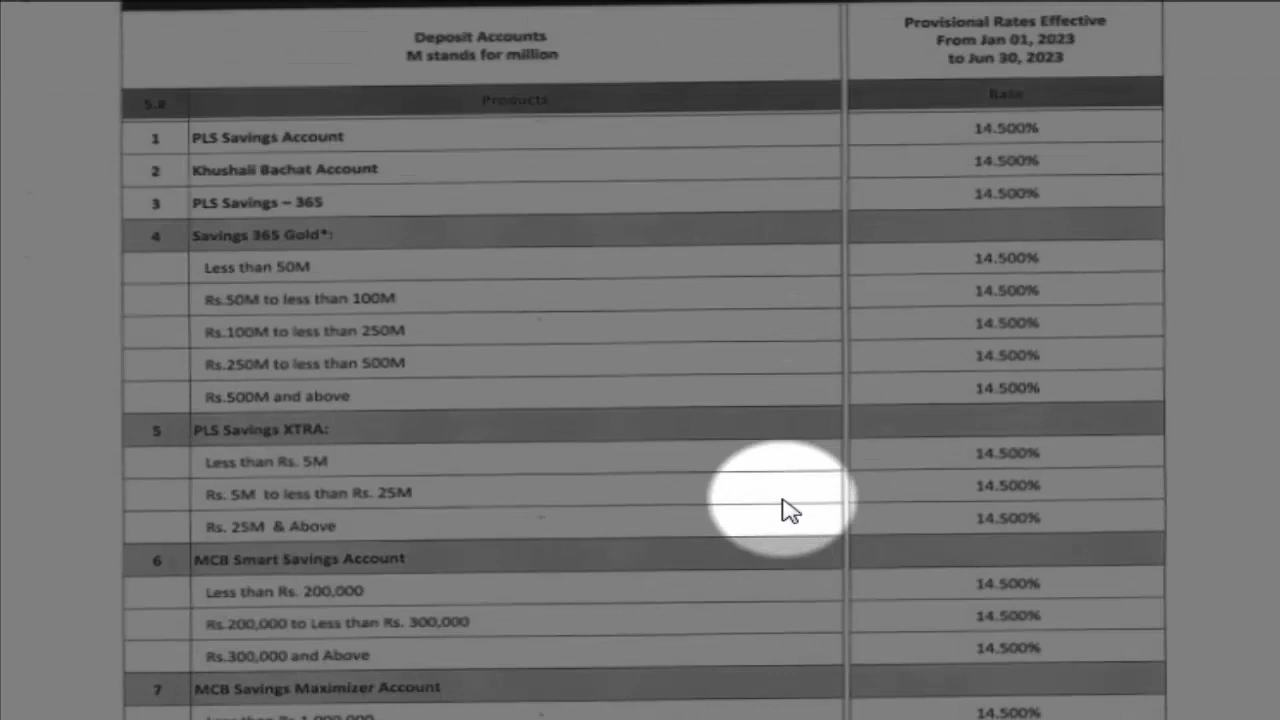 Deposit Accounts
M stands for million
Provisional Rates Effective
From Jan 01, 2023
to Jun 30, 2023
S.# Products Rate
1 PLS Savings Account 14.500%
2 Khushali Bachat Account 14.500%
3 PLS Savings – 365 14.500%
4 Savings 365 Gold*:
Less than 50M 14.500%
Rs.50M to less than 100M 14.500%
Rs.100M to less than 250M 14.500%
Rs.250M to less than 500M 14.500%
Rs.500M and above 14.500%
5 PLS Savings XTRA:
Less than Rs. 5M 14.500%
Rs. 5M to less than Rs. 25M 14.500%
Rs. 25M & Above 14.500%
6 MCB Smart Savings Account
Less than Rs. 200,000 14.500%
Rs.200,000 to Less than Rs. 300,000 14.500%
Rs.300,000 and Above 14.500%
7 MCB Savings Maximizer Account
Less than Rs.1,000,000 14.500%